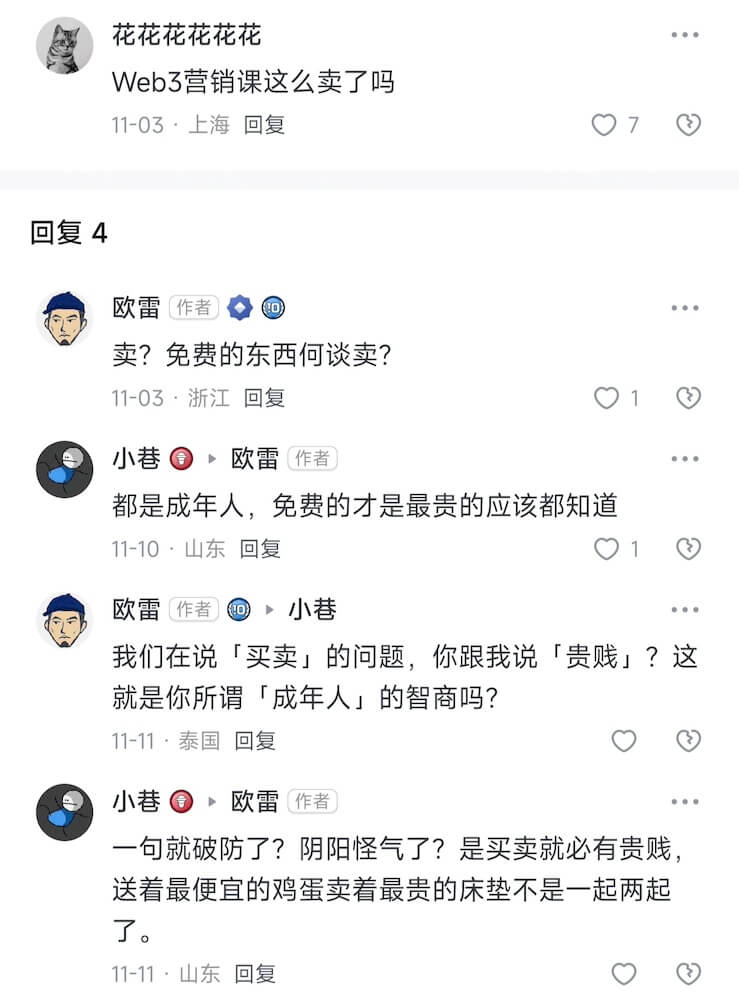 花花花花花花
Web3营销课这么卖了吗
11-03 · 上海 回复
7
回复 4
欧雷 作者
卖？免费的东西何谈卖？
11-03 · 浙江 回复
1
小巷 欧雷 作者
都是成年人，免费的才是最贵的应该都知道
11-10 · 山东 回复
1
欧雷 作者 小巷
我们在说「买卖」的问题，你跟我说「贵贱」？这
就是你所谓「成年人」的智商吗？
11-11 · 泰国 回复
小巷 欧雷 作者
一句就破防了？阴阳怪气了？是买卖就必有贵贱，
送着最便宜的鸡蛋卖着最贵的床垫不是一起两起
了。
11-11 · 山东 回复